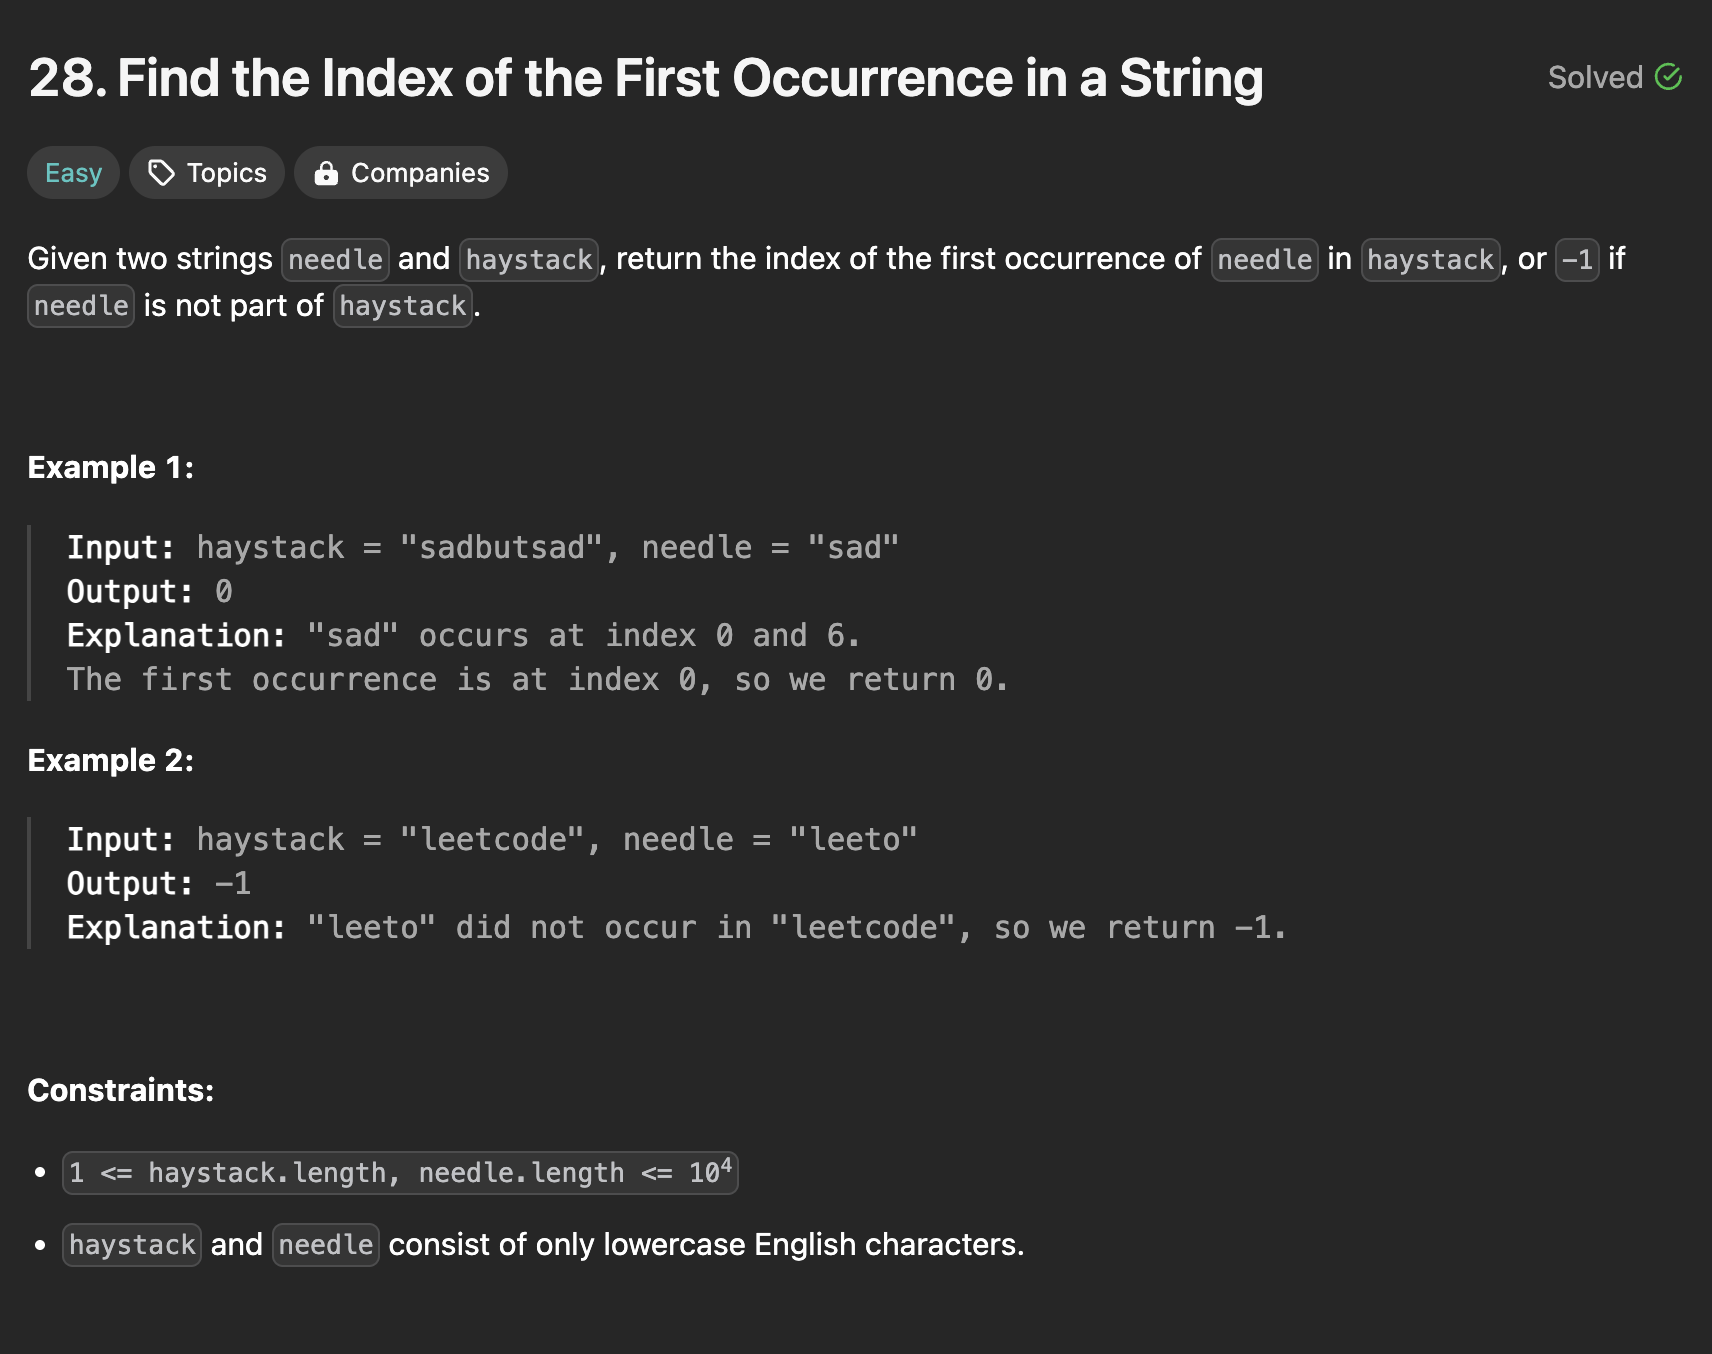 28. Find the Index of the First Occurrence in a String
Solved
Easy
Topics
Companies
Given two strings needle and haystack, return the index of the first occurrence of needle in haystack, or -1 if
needle is not part of haystack.
Example 1:
Input: haystack = "sadbutsad", needle = "sad"
Output: 0
Explanation: "sad" occurs at index 0 and 6.
The first occurrence is at index 0, so we return 0.
Example 2:
Input: haystack = "leetcode", needle = "leeto"
Output: -1
Explanation: "leeto" did not occur in "leetcode", so we return -1.
Constraints:
• 1 <= haystack.length, needle.length <= 10⁴
• haystack and needle consist of only lowercase English characters.